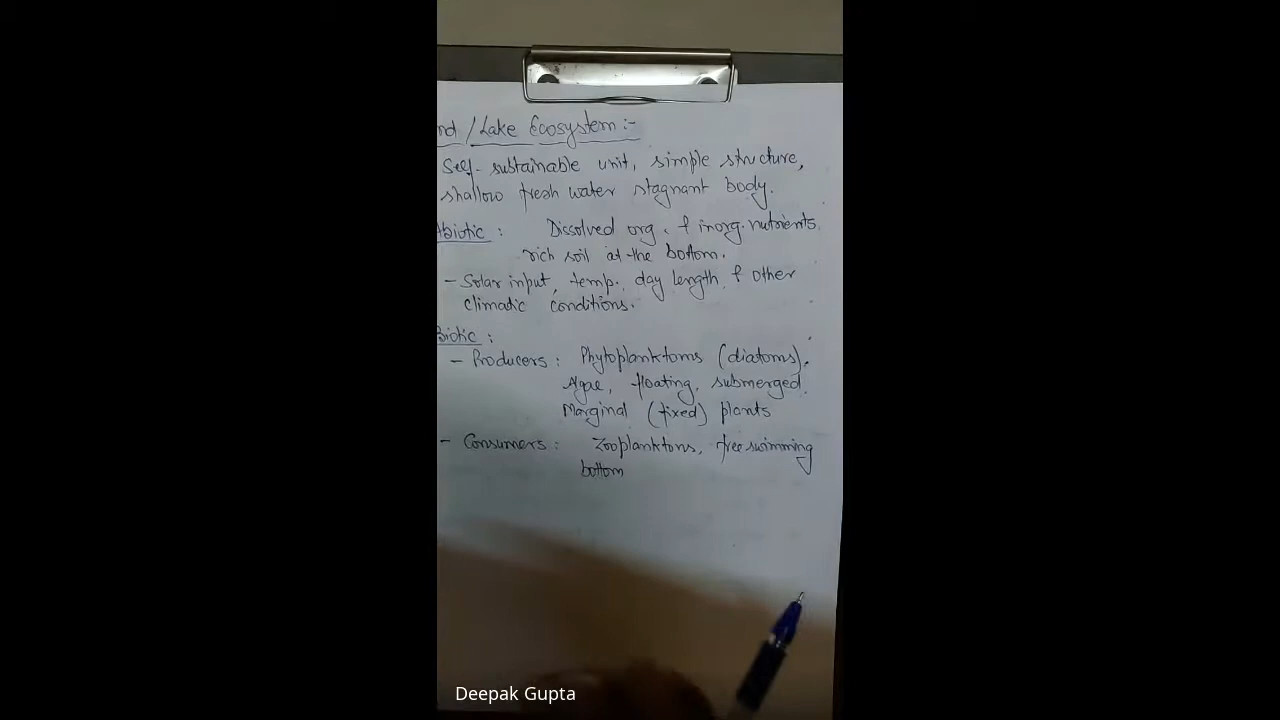 nd / Lake Ecosystem :-
Self-sustainable unit, simple structure,
shallow fresh water stagnant body.
Abiotic : Dissolved org. & inorg. nutrients,
rich soil at the bottom.
- Solar input, temp., day length, & other
climatic conditions.
Biotic :
- Producers : Phytoplanktoms (diatoms),
Algae, floating, submerged,
Marginal (fixed) plants
- Consumers : Zooplanktons, free swimming
bottom
Deepak Gupta